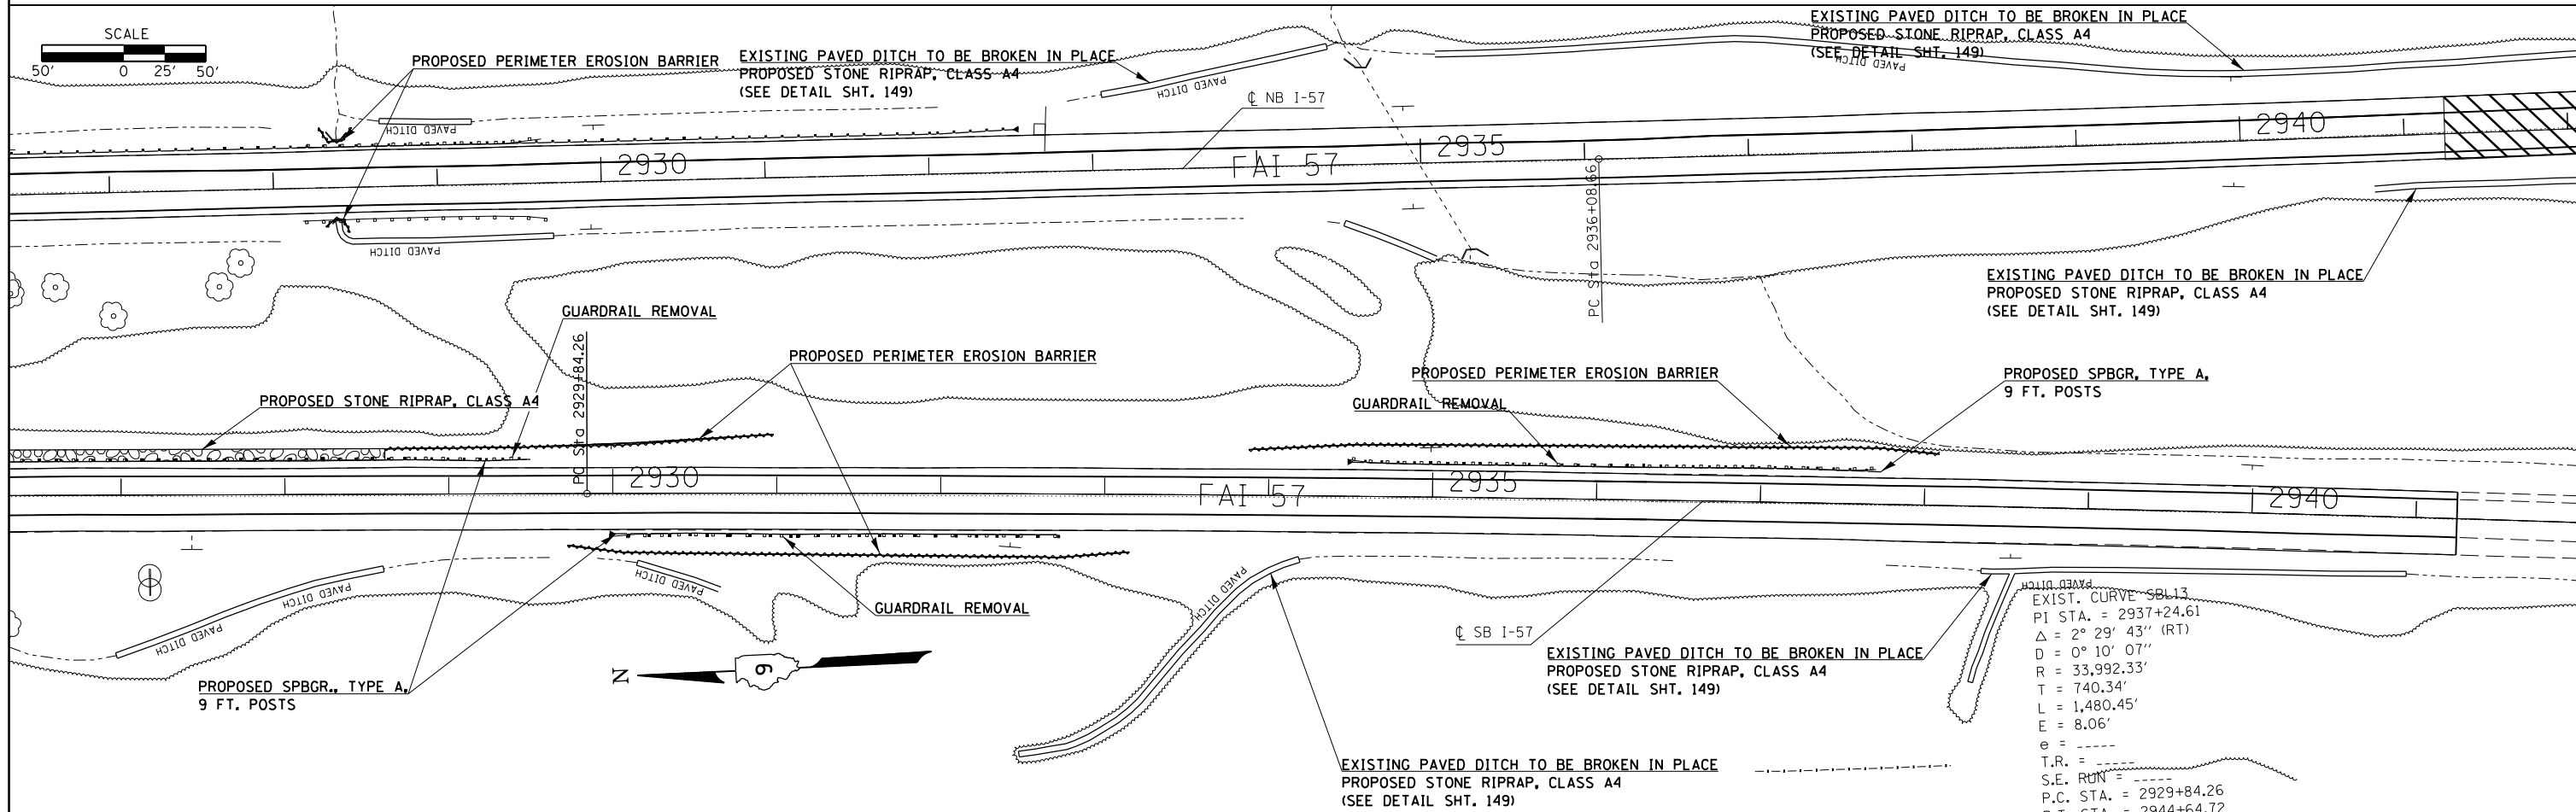 SCALE
50' 0 25' 50'
PROPOSED PERIMETER EROSION BARRIER
EXISTING PAVED DITCH TO BE BROKEN IN PLACE
PROPOSED STONE RIPRAP, CLASS A4
(SEE DETAIL SHT. 149)
EXISTING PAVED DITCH TO BE BROKEN IN PLACE
PROPOSED STONE RIPRAP, CLASS A4
(SEE DETAIL SHT. 149)
PAVED DITCH
PAVED DITCH
PAVED DITCH
℄ NB I-57
2930
FAI 57
2935
2940
PC Sta 2936+08.66
PAVED DITCH
EXISTING PAVED DITCH TO BE BROKEN IN PLACE
PROPOSED STONE RIPRAP, CLASS A4
(SEE DETAIL SHT. 149)
GUARDRAIL REMOVAL
PC Sta 2929+84.26
PROPOSED PERIMETER EROSION BARRIER
PROPOSED STONE RIPRAP, CLASS A4
PROPOSED PERIMETER EROSION BARRIER
GUARDRAIL REMOVAL
PROPOSED SPBGR, TYPE A,
9 FT. POSTS
2930
FAI 57
2935
2940
PAVED DITCH
PAVED DITCH
PAVED DITCH
PAVED DITCH
PAVED DITCH
GUARDRAIL REMOVAL
℄ SB I-57
N
6
PROPOSED SPBGR., TYPE A,
9 FT. POSTS
EXISTING PAVED DITCH TO BE BROKEN IN PLACE
PROPOSED STONE RIPRAP, CLASS A4
(SEE DETAIL SHT. 149)
EXISTING PAVED DITCH TO BE BROKEN IN PLACE
PROPOSED STONE RIPRAP, CLASS A4
(SEE DETAIL SHT. 149)
EXIST. CURVE SBL13
PI STA. = 2937+24.61
Δ = 2° 29' 43'' (RT)
D = 0° 10' 07''
R = 33,992.33'
T = 740.34'
L = 1,480.45'
E = 8.06'
e = -----
T.R. = -----
S.E. RUN = -----
P.C. STA. = 2929+84.26
P.T. STA. = 2944+64.72